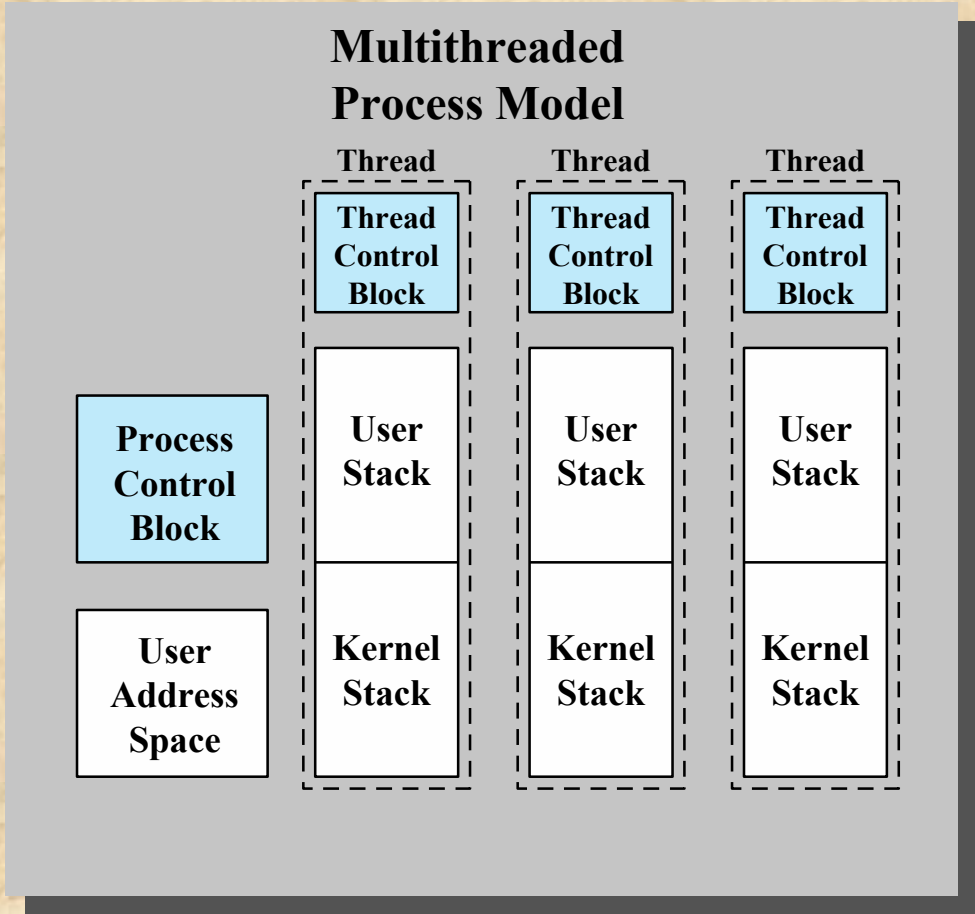 Multithreaded
Process Model
Thread
Thread
Thread
Thread
Control
Block
Thread
Control
Block
Thread
Control
Block
Process
Control
Block
User
Address
Space
User
Stack
Kernel
Stack
User
Stack
Kernel
Stack
User
Stack
Kernel
Stack